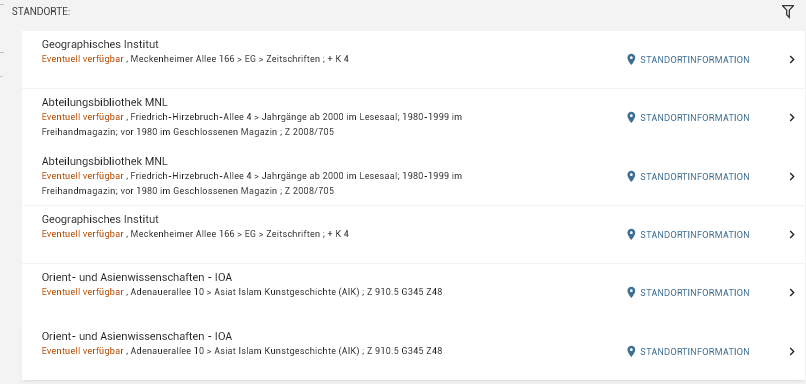 STANDORTE:
Geographisches Institut
Eventuell verfügbar , Meckenheimer Allee 166 > EG > Zeitschriften ; + K 4
STANDORTINFORMATION
Abteilungsbibliothek MNL
Eventuell verfügbar , Friedrich-Hirzebruch-Allee 4 > Jahrgänge ab 2000 im Lesesaal; 1980-1999 im
Freihandmagazin; vor 1980 im Geschlossenen Magazin ; Z 2008/705
STANDORTINFORMATION
Abteilungsbibliothek MNL
Eventuell verfügbar , Friedrich-Hirzebruch-Allee 4 > Jahrgänge ab 2000 im Lesesaal; 1980-1999 im
Freihandmagazin; vor 1980 im Geschlossenen Magazin ; Z 2008/705
STANDORTINFORMATION
Geographisches Institut
Eventuell verfügbar , Meckenheimer Allee 166 > EG > Zeitschriften ; + K 4
STANDORTINFORMATION
Orient- und Asienwissenschaften - IOA
Eventuell verfügbar , Adenauerallee 10 > Asiat Islam Kunstgeschichte (AIK) ; Z 910.5 G345 Z48
STANDORTINFORMATION
Orient- und Asienwissenschaften - IOA
Eventuell verfügbar , Adenauerallee 10 > Asiat Islam Kunstgeschichte (AIK) ; Z 910.5 G345 Z48
STANDORTINFORMATION